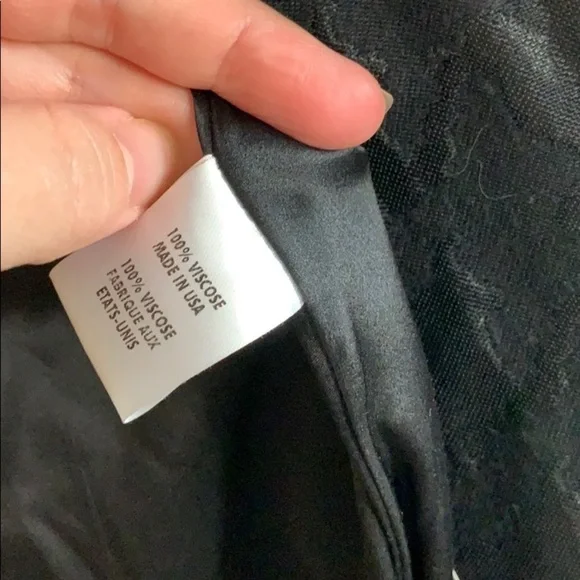 100% VISCOSE
MADE IN USA
100% VISCOSE
FABRIQUE AUX
ETATS-UNIS